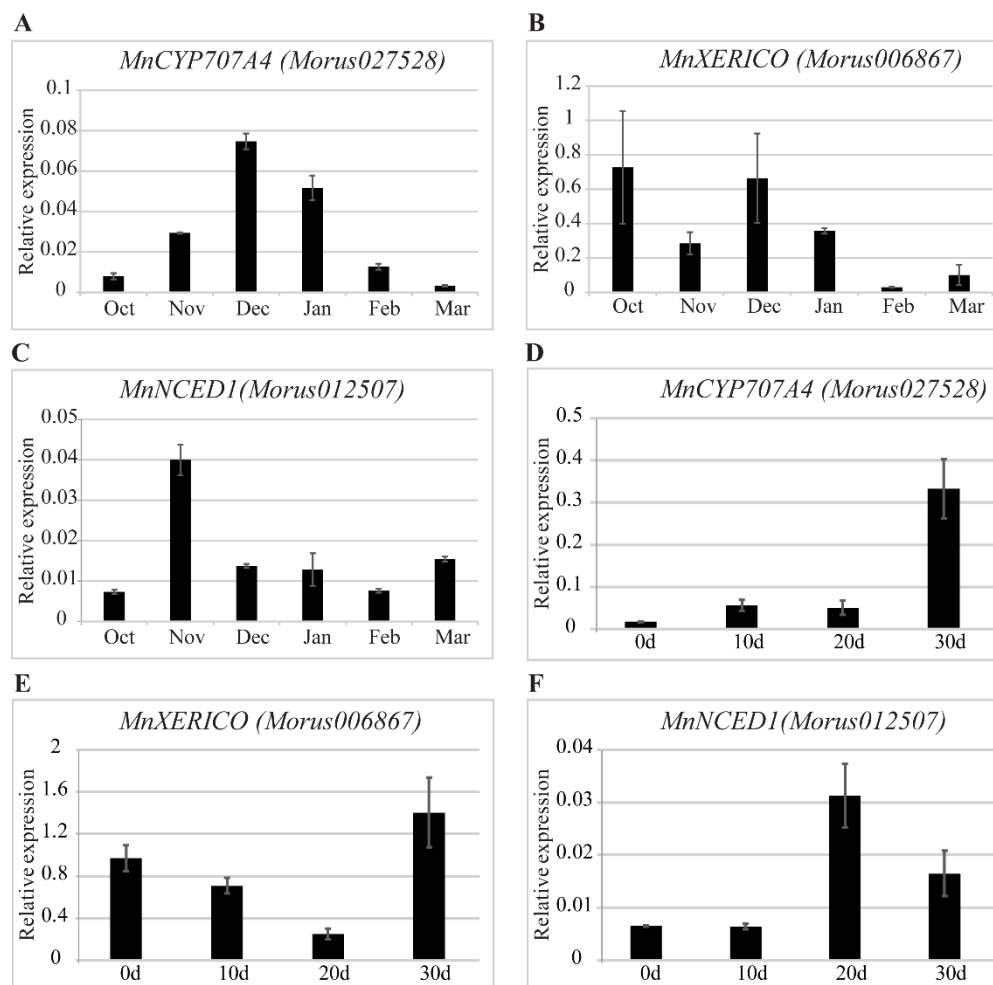 A
MnCYP707A4 (Morus027528)
Relative expression
0.1
0.08
0.06
0.04
0.02
0
Oct Nov Dec Jan Feb Mar
B
MnXERICO (Morus006867)
Relative expression
1.2
1
0.8
0.6
0.4
0.2
0
Oct Nov Dec Jan Feb Mar
C
MnNCED1(Morus012507)
Relative expression
0.05
0.04
0.03
0.02
0.01
0
Oct Nov Dec Jan Feb Mar
D
MnCYP707A4 (Morus027528)
Relative expression
0.5
0.4
0.3
0.2
0.1
0
0d 10d 20d 30d
E
MnXERICO (Morus006867)
Relative expression
2
1.6
1.2
0.8
0.4
0
0d 10d 20d 30d
F
MnNCED1(Morus012507)
Relative expression
0.04
0.03
0.02
0.01
0
0d 10d 20d 30d